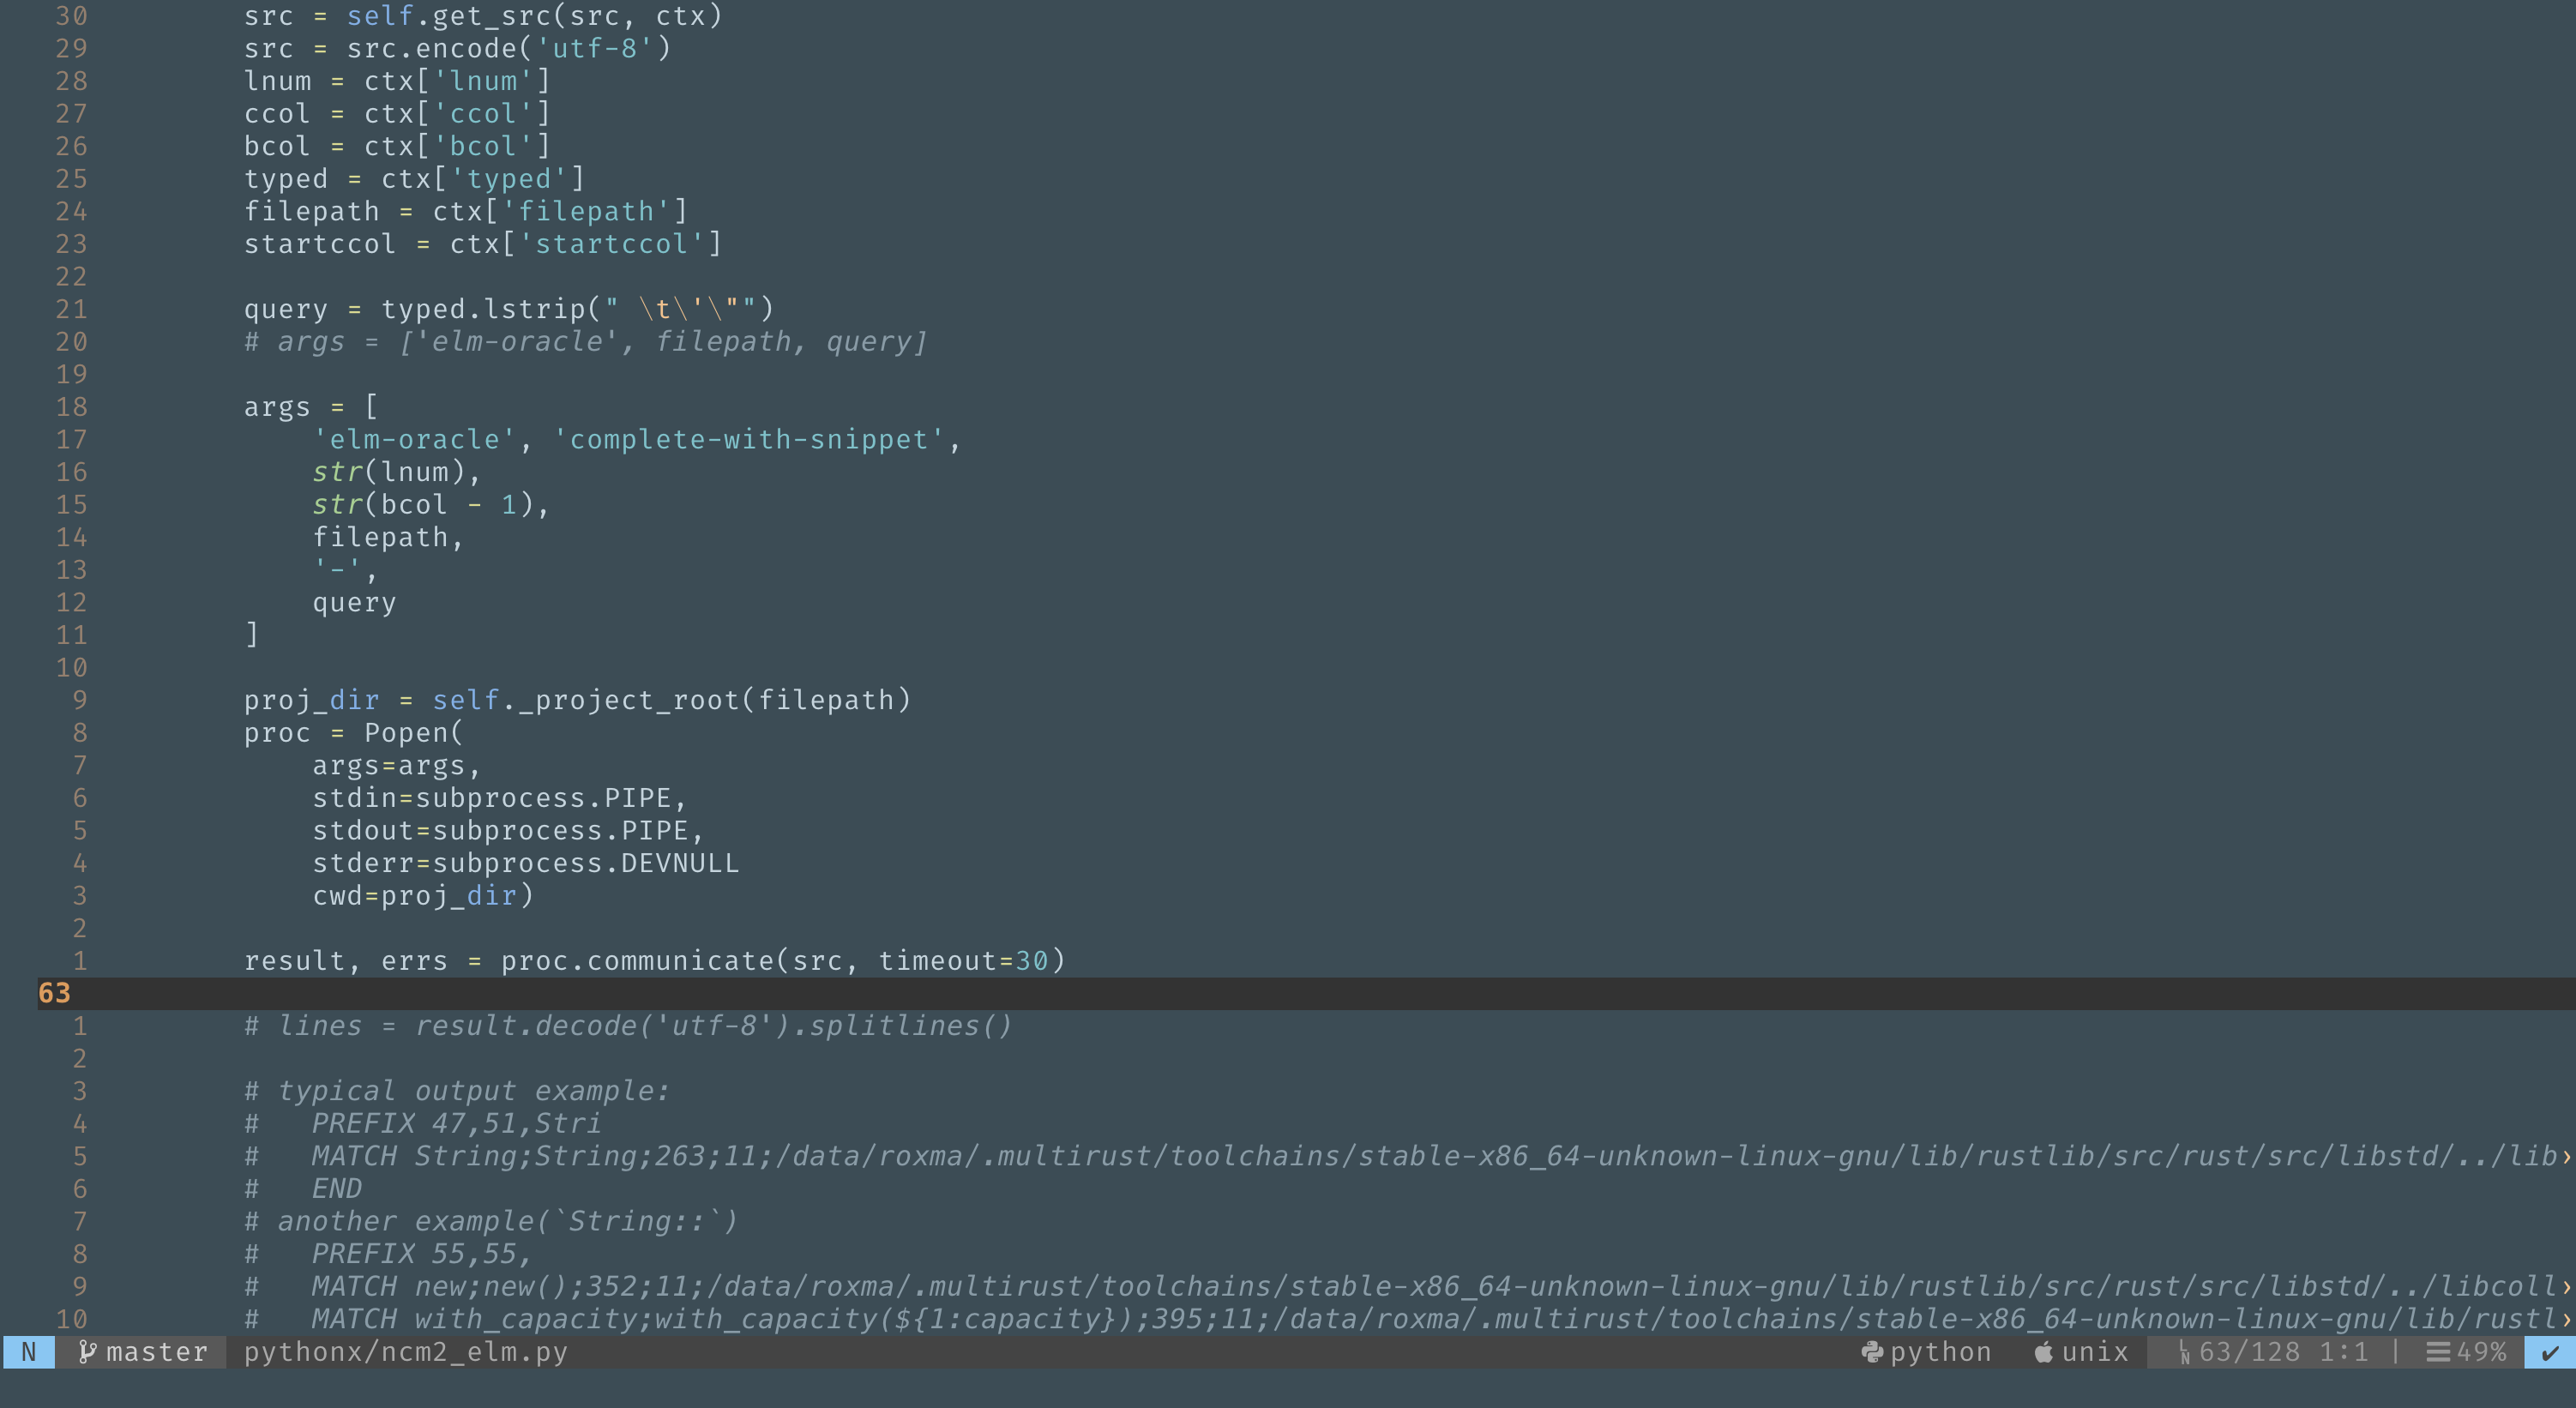 30         src = self.get_src(src, ctx)
29         src = src.encode('utf-8')
28         lnum = ctx['lnum']
27         ccol = ctx['ccol']
26         bcol = ctx['bcol']
25         typed = ctx['typed']
24         filepath = ctx['filepath']
23         startccol = ctx['startccol']
22
21         query = typed.lstrip(" \t\'\"")
20         # args = ['elm-oracle', filepath, query]
19
18         args = [
17             'elm-oracle', 'complete-with-snippet',
16             str(lnum),
15             str(bcol - 1),
14             filepath,
13             '-',
12             query
11         ]
10
9         proj_dir = self._project_root(filepath)
8         proc = Popen(
7             args=args,
6             stdin=subprocess.PIPE,
5             stdout=subprocess.PIPE,
4             stderr=subprocess.DEVNULL
3             cwd=proj_dir)
2
1         result, errs = proc.communicate(src, timeout=30)
63
1         # lines = result.decode('utf-8').splitlines()
2
3         # typical output example:
4         #   PREFIX 47,51,Stri
5         #   MATCH String;String;263;11;/data/roxma/.multirust/toolchains/stable-x86_64-unknown-linux-gnu/lib/rustlib/src/rust/src/libstd/../lib›
6         #   END
7         # another example(`String::`)
8         #   PREFIX 55,55,
9         #   MATCH new;new();352;11;/data/roxma/.multirust/toolchains/stable-x86_64-unknown-linux-gnu/lib/rustlib/src/rust/src/libstd/../libcoll›
10         #   MATCH with_capacity;with_capacity(${1:capacity});395;11;/data/roxma/.multirust/toolchains/stable-x86_64-unknown-linux-gnu/lib/rustl›
N master pythonx/ncm2_elm.py python unix LN 63/128 1:1 | ☰49% ✔